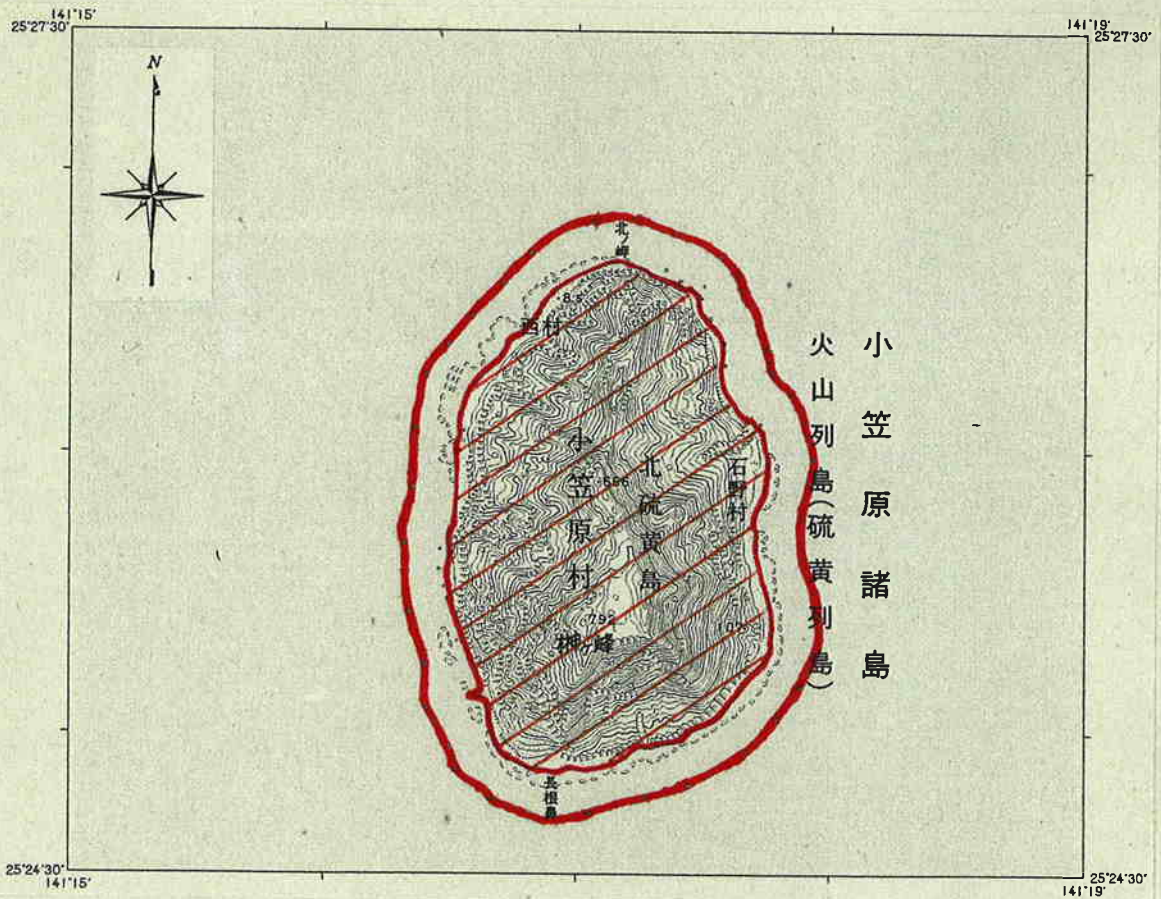 141°15′
141°19′
25°27′30″
25°27′30″
N
北ノ岬
85
西村
小笠原諸島
火山列島(硫黄列島)
小笠原村
北硫黄島
石野村
792
榊ヶ峰
長根鼻
25°24′30″
25°24′30″
141°15′
141°19′